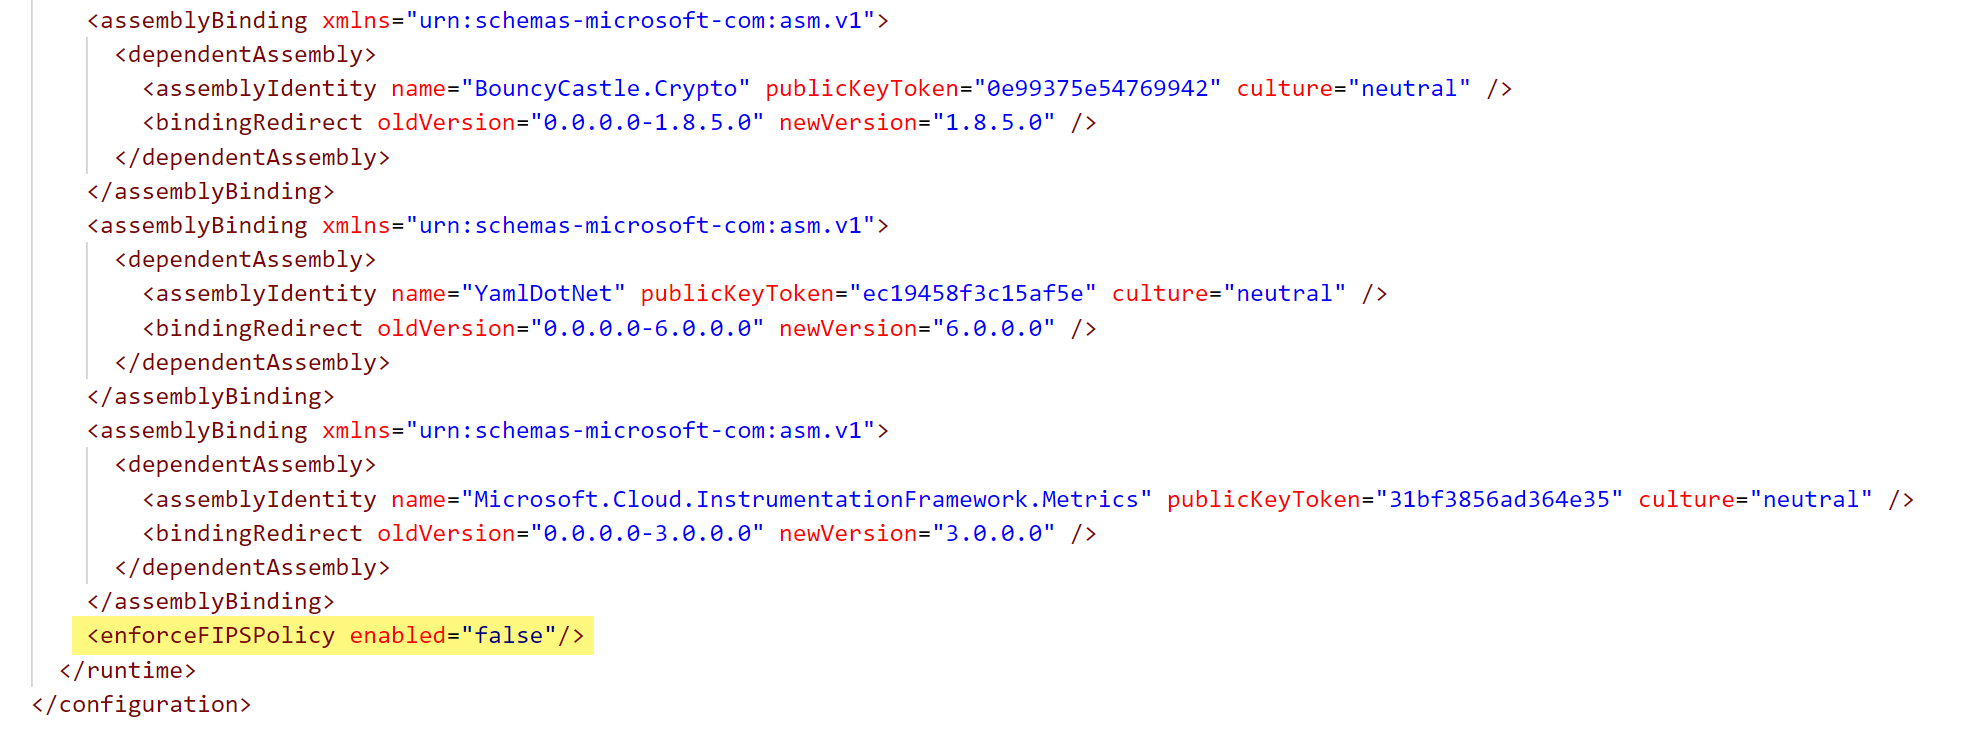 <assemblyBinding xmlns="urn:schemas-microsoft-com:asm.v1">
<dependentAssembly>
<assemblyIdentity name="BouncyCastle.Crypto" publicKeyToken="0e99375e54769942" culture="neutral" />
<bindingRedirect oldVersion="0.0.0.0-1.8.5.0" newVersion="1.8.5.0" />
</dependentAssembly>
</assemblyBinding>
<assemblyBinding xmlns="urn:schemas-microsoft-com:asm.v1">
<dependentAssembly>
<assemblyIdentity name="YamlDotNet" publicKeyToken="ec19458f3c15af5e" culture="neutral" />
<bindingRedirect oldVersion="0.0.0.0-6.0.0.0" newVersion="6.0.0.0" />
</dependentAssembly>
</assemblyBinding>
<assemblyBinding xmlns="urn:schemas-microsoft-com:asm.v1">
<dependentAssembly>
<assemblyIdentity name="Microsoft.Cloud.InstrumentationFramework.Metrics" publicKeyToken="31bf3856ad364e35" culture="neutral" />
<bindingRedirect oldVersion="0.0.0.0-3.0.0.0" newVersion="3.0.0.0" />
</dependentAssembly>
</assemblyBinding>
<enforceFIPSPolicy enabled="false"/>
</runtime>
</configuration>